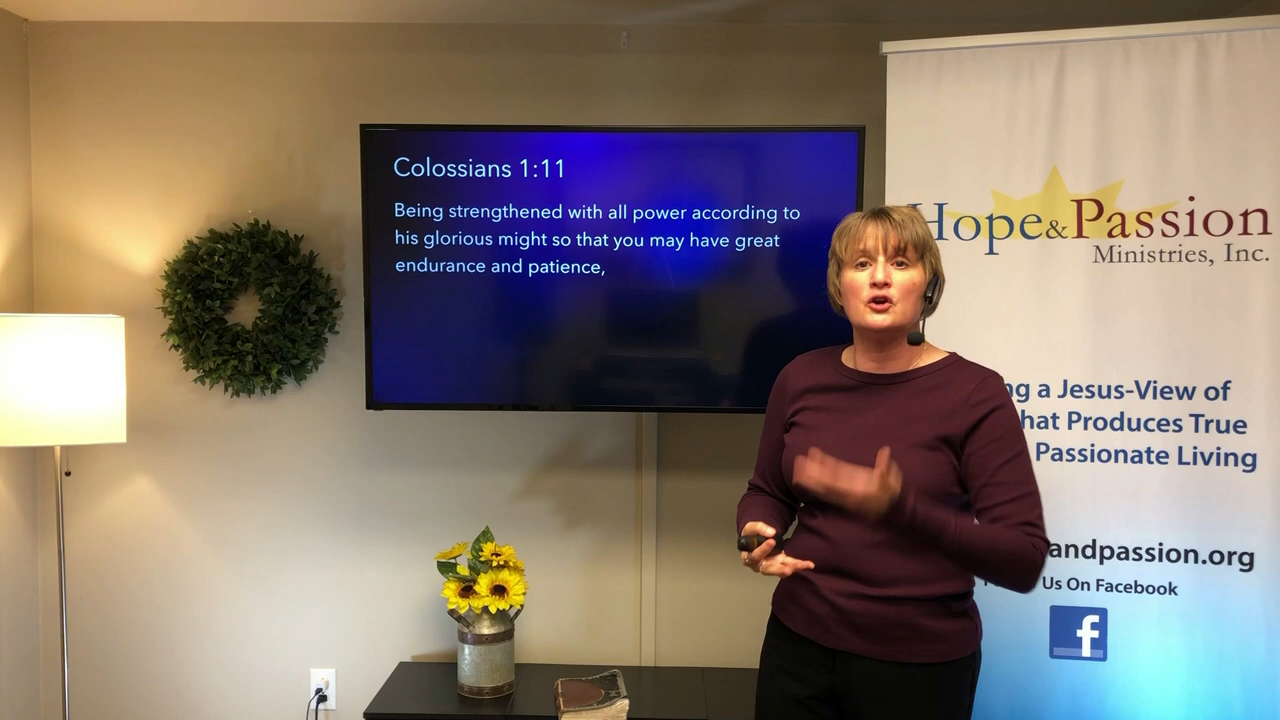 Colossians 1:11
Being strengthened with all power according to
his glorious might so that you may have great
endurance and patience,
Hope&Passion
Ministries, Inc.
a Jesus-View of
Produces True
Passionate Living
andpassion.org
Us On Facebook
f